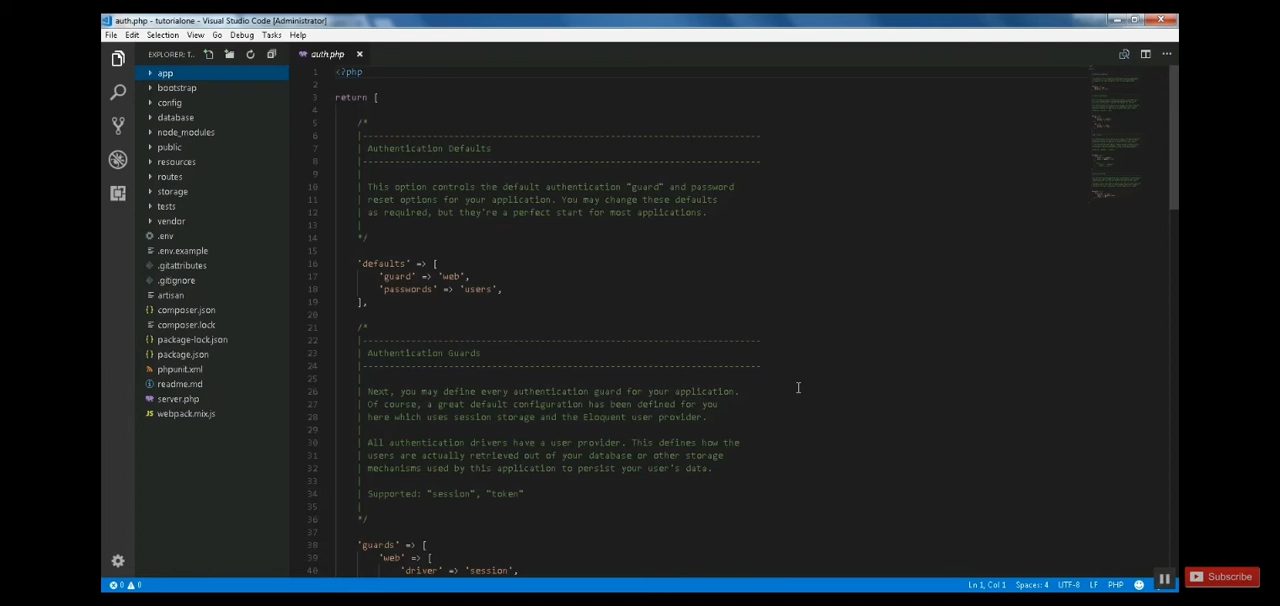 auth.php - tutorialone - Visual Studio Code [Administrator]
File Edit Selection View Go Debug Tasks Help
EXPLORER: T...
auth.php
app
bootstrap
config
database
node_modules
public
resources
routes
storage
tests
vendor
.env
.env.example
.gitattributes
.gitignore
artisan
composer.json
composer.lock
package-lock.json
package.json
phpunit.xml
readme.md
server.php
webpack.mix.js
1 <?php
2
3 return [
4
5 /*
6 |--------------------------------------------------------------------------
7 | Authentication Defaults
8 |--------------------------------------------------------------------------
9 |
10 | This option controls the default authentication "guard" and password
11 | reset options for your application. You may change these defaults
12 | as required, but they're a perfect start for most applications.
13 |
14 */
15
16 'defaults' => [
17 'guard' => 'web',
18 'passwords' => 'users',
19 ],
20
21 /*
22 |--------------------------------------------------------------------------
23 | Authentication Guards
24 |--------------------------------------------------------------------------
25 |
26 | Next, you may define every authentication guard for your application.
27 | Of course, a great default configuration has been defined for you
28 | here which uses session storage and the Eloquent user provider.
29 |
30 | All authentication drivers have a user provider. This defines how the
31 | users are actually retrieved out of your database or other storage
32 | mechanisms used by this application to persist your user's data.
33 |
34 | Supported: "session", "token"
35 |
36 */
37
38 'guards' => [
39 'web' => [
40 'driver' => 'session',
0 0
Ln 1, Col 1 Spaces: 4 UTF-8 LF PHP
Subscribe